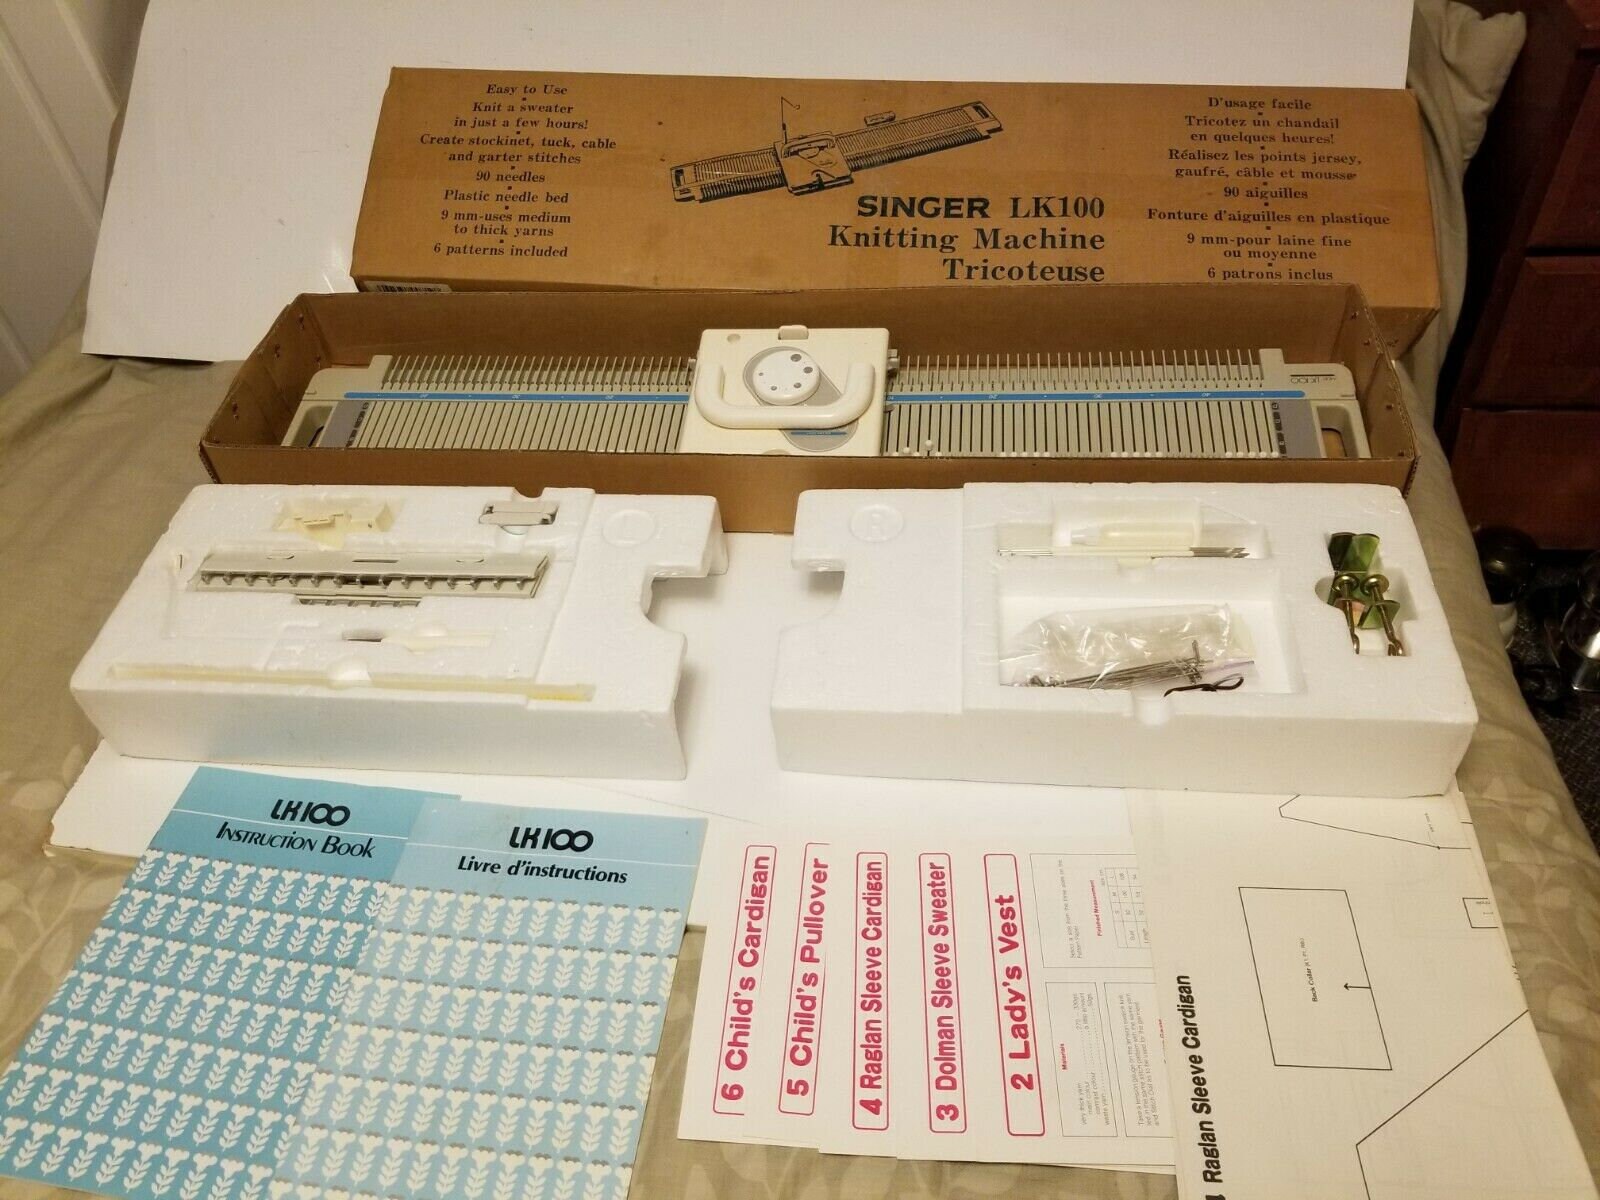 Easy to Use
Knit a sweater
in just a few hours!
Create stockinet, tuck, cable
and garter stitches
90 needles
Plastic needle bed
9 mm-uses medium
to thick yarns
6 patterns included
SINGER LK100
Knitting Machine
Tricoteuse
D'usage facile
Tricotez un chandail
en quelques heures!
Réalisez les points jersey,
gaufré, câble et mousse
90 aiguilles
Fonture d'aiguilles en plastique
9 mm-pour laine fine
ou moyenne
6 patrons inclus
LK100
L
R
LK100
INSTRUCTION BOOK
LK100
Livre d'instructions
6 Child's Cardigan
5 Child's Pullover
4 Raglan Sleeve Cardigan
3 Dolman Sleeve Sweater
2 Lady's Vest
Materials
Finished Measurement
4 Raglan Sleeve Cardigan
Back Collar